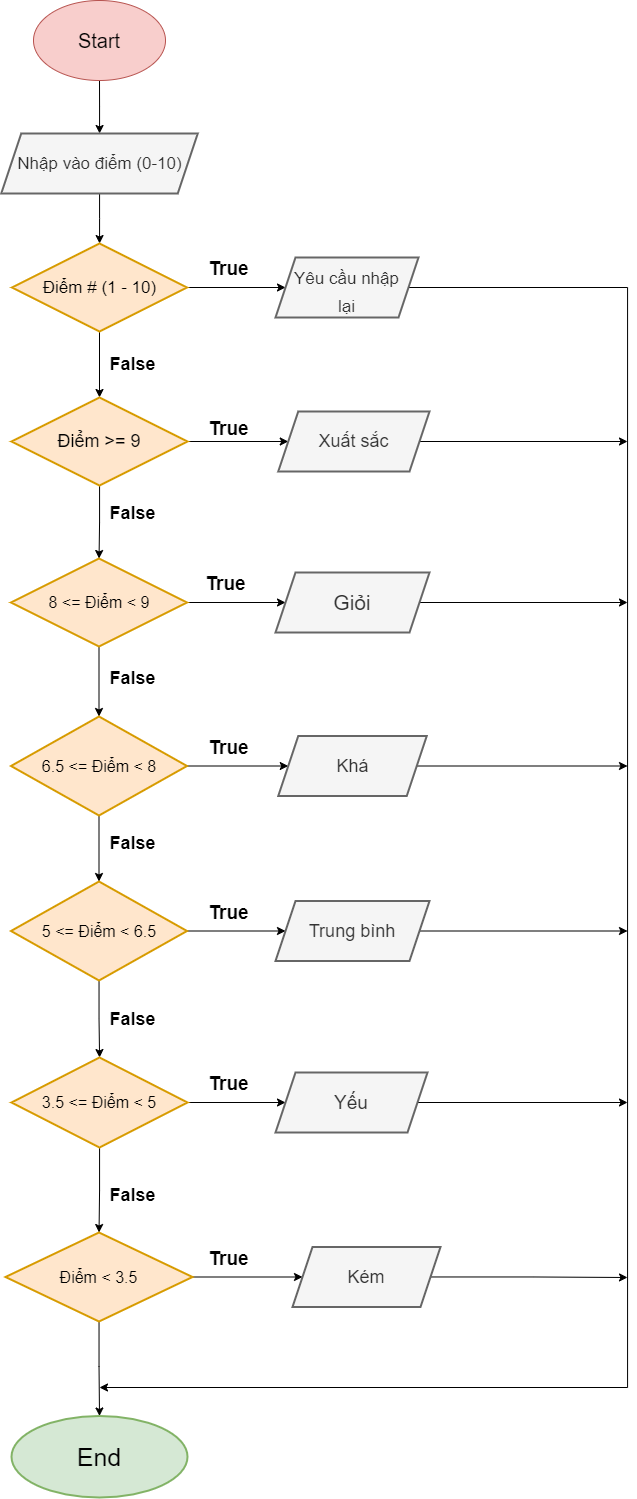 Start
Nhập vào điểm (0-10)
Điểm # (1 - 10)
True
Yêu cầu nhập
lại
False
Điểm >= 9
True
Xuất sắc
False
8 <= Điểm < 9
True
Giỏi
False
6.5 <= Điểm < 8
True
Khá
False
5 <= Điểm < 6.5
True
Trung bình
False
3.5 <= Điểm < 5
True
Yếu
False
Điểm < 3.5
True
Kém
End